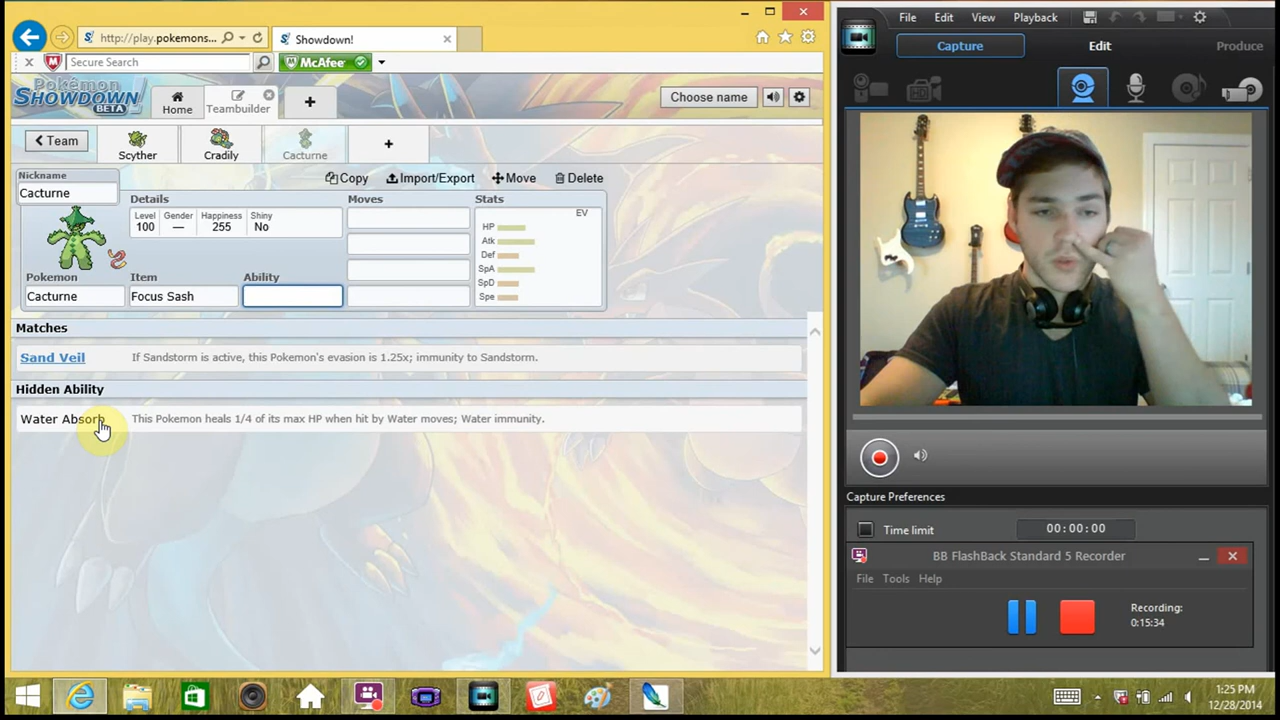 http://play.pokemons...
Showdown!
Secure Search
McAfee
Pokémon
SHOWDOWN!
BETA
Home
Teambuilder
Choose name
< Team
Scyther
Cradily
Cacturne
Nickname
Cacturne
Copy
Import/Export
Move
Delete
Details
Level Gender Happiness Shiny
100 — 255 No
Moves
Stats
EV
HP
Atk
Def
SpA
SpD
Spe
Pokemon
Cacturne
Item
Focus Sash
Ability
Matches
Sand Veil If Sandstorm is active, this Pokemon's evasion is 1.25x; immunity to Sandstorm.
Hidden Ability
Water Absorb This Pokemon heals 1/4 of its max HP when hit by Water moves; Water immunity.
File Edit View Playback
Capture
Edit
Produce
Capture Preferences
Time limit
00:00:00
BB FlashBack Standard 5 Recorder
File Tools Help
Recording:
0:15:34
1:25 PM
12/28/2014